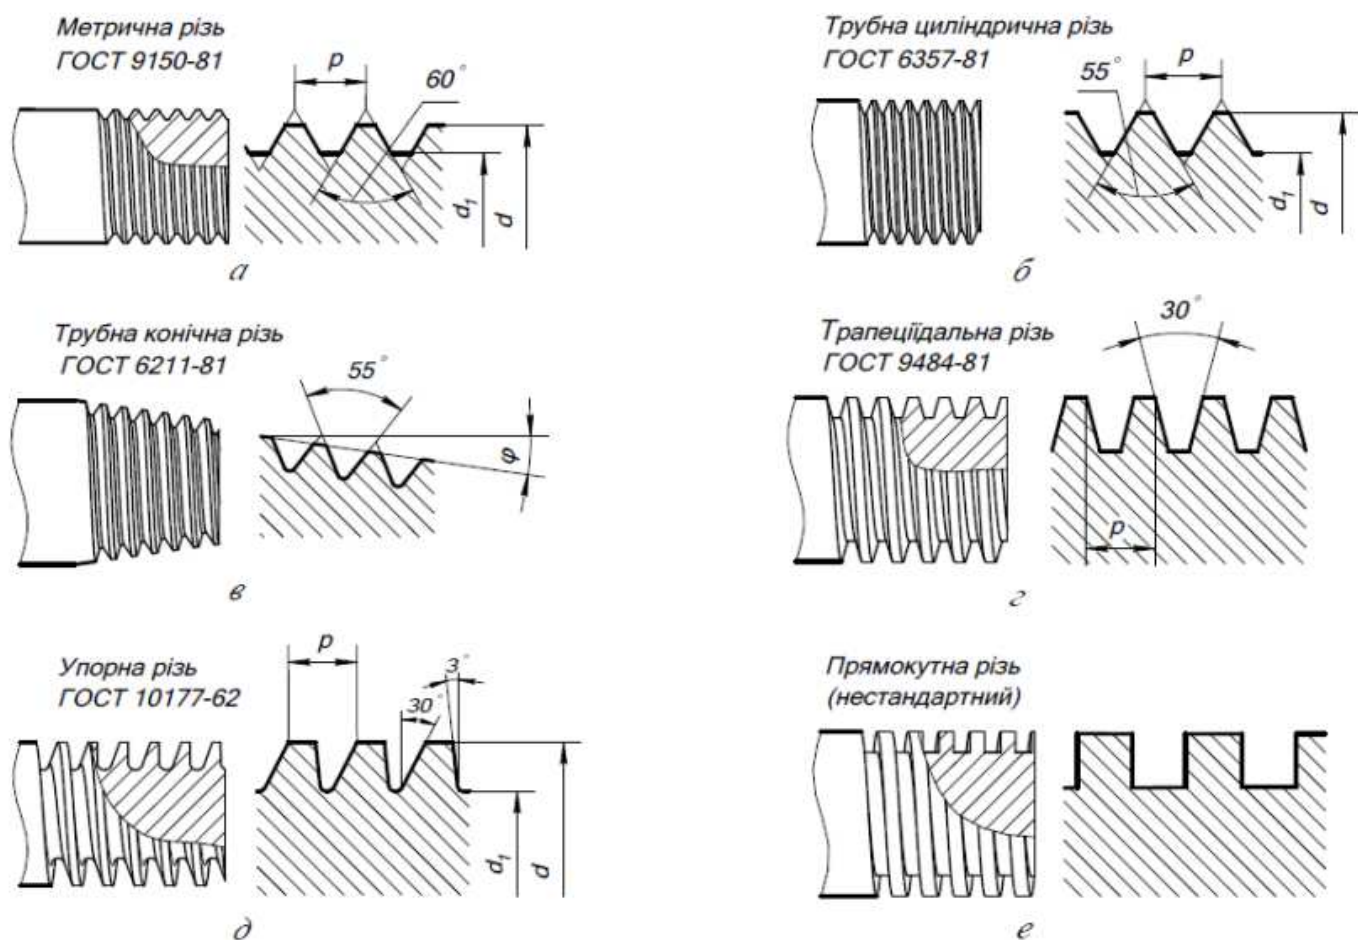 Метрична різь
ГОСТ 9150-81
p
60°
d₁
d
а
Трубна циліндрична різь
ГОСТ 6357-81
55°
p
d₁
d
б
Трубна конічна різь
ГОСТ 6211-81
55°
φ
в
Трапеціїдальна різь
ГОСТ 9484-81
30°
p
г
Упорна різь
ГОСТ 10177-62
p
3°
30°
d₁
d
д
Прямокутна різь
(нестандартний)
е